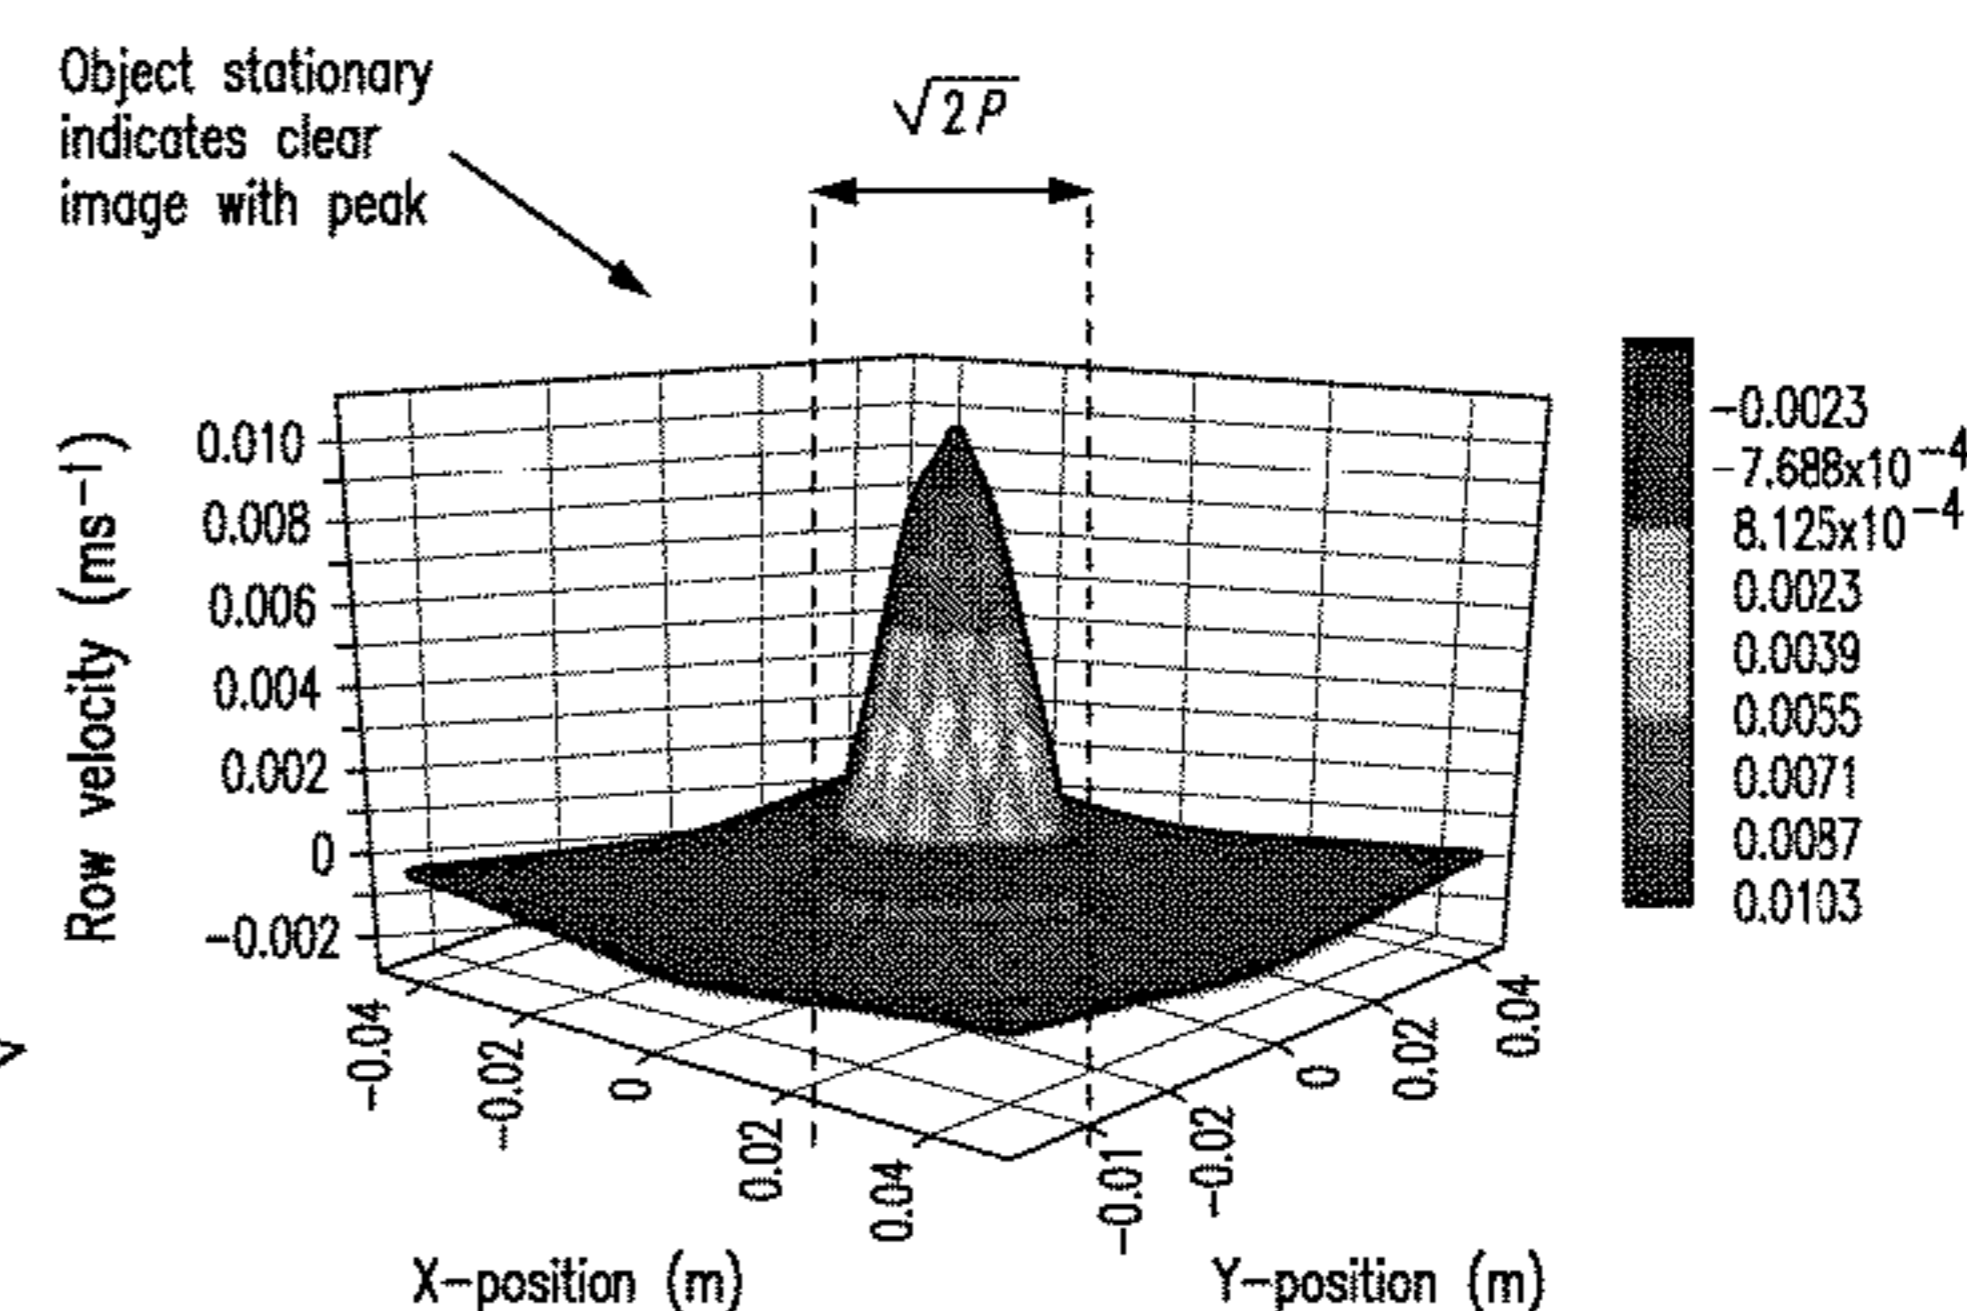 Object stationary
indicates clear
image with peak
√2P
Row velocity (ms⁻¹)
0.010
0.008
0.006
0.004
0.002
0
-0.002
-0.04
-0.02
0
0.02
0.04
X-position (m)
-0.01
-0.02
0
0.02
0.04
Y-position (m)
-0.0023
-7.688x10⁻⁴
8.125x10⁻⁴
0.0023
0.0039
0.0055
0.0071
0.0087
0.0103